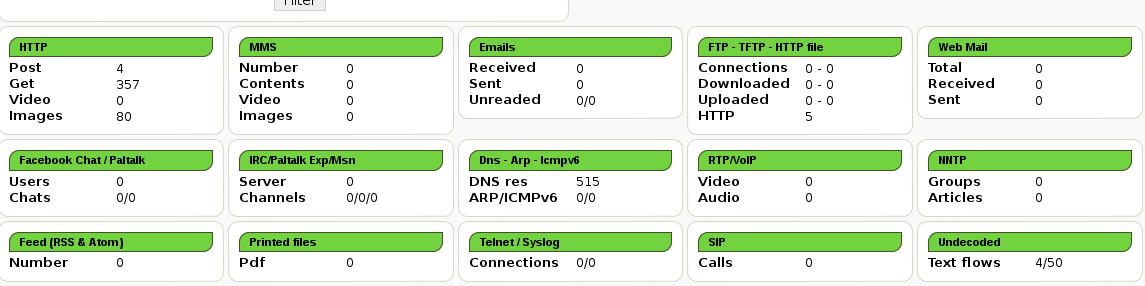 Filter
HTTP
Post 4
Get 357
Video 0
Images 80
MMS
Number 0
Contents 0
Video 0
Images 0
Emails
Received 0
Sent 0
Unreaded 0/0
FTP - TFTP - HTTP file
Connections 0 - 0
Downloaded 0 - 0
Uploaded 0 - 0
HTTP 5
Web Mail
Total 0
Received 0
Sent 0
Facebook Chat / Paltalk
Users 0
Chats 0/0
IRC/Paltalk Exp/Msn
Server 0
Channels 0/0/0
Dns - Arp - Icmpv6
DNS res 515
ARP/ICMPv6 0/0
RTP/VoIP
Video 0
Audio 0
NNTP
Groups 0
Articles 0
Feed (RSS & Atom)
Number 0
Printed files
Pdf 0
Telnet / Syslog
Connections 0/0
SIP
Calls 0
Undecoded
Text flows 4/50